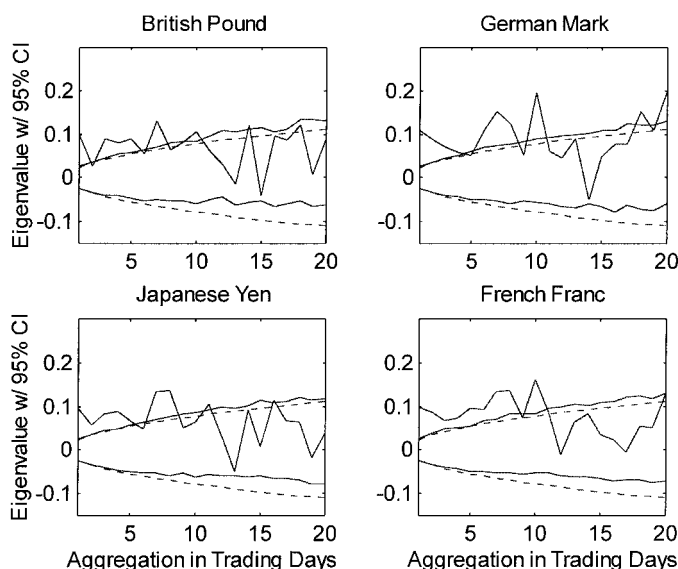 British Pound
German Mark
Eigenvalue w/ 95% CI
0.2
0.1
0
-0.1
5 10 15 20
0.2
0.1
0
-0.1
5 10 15 20
Japanese Yen
French Franc
Eigenvalue w/ 95% CI
0.2
0.1
0
-0.1
5 10 15 20
Aggregation in Trading Days
0.2
0.1
0
-0.1
5 10 15 20
Aggregation in Trading Days